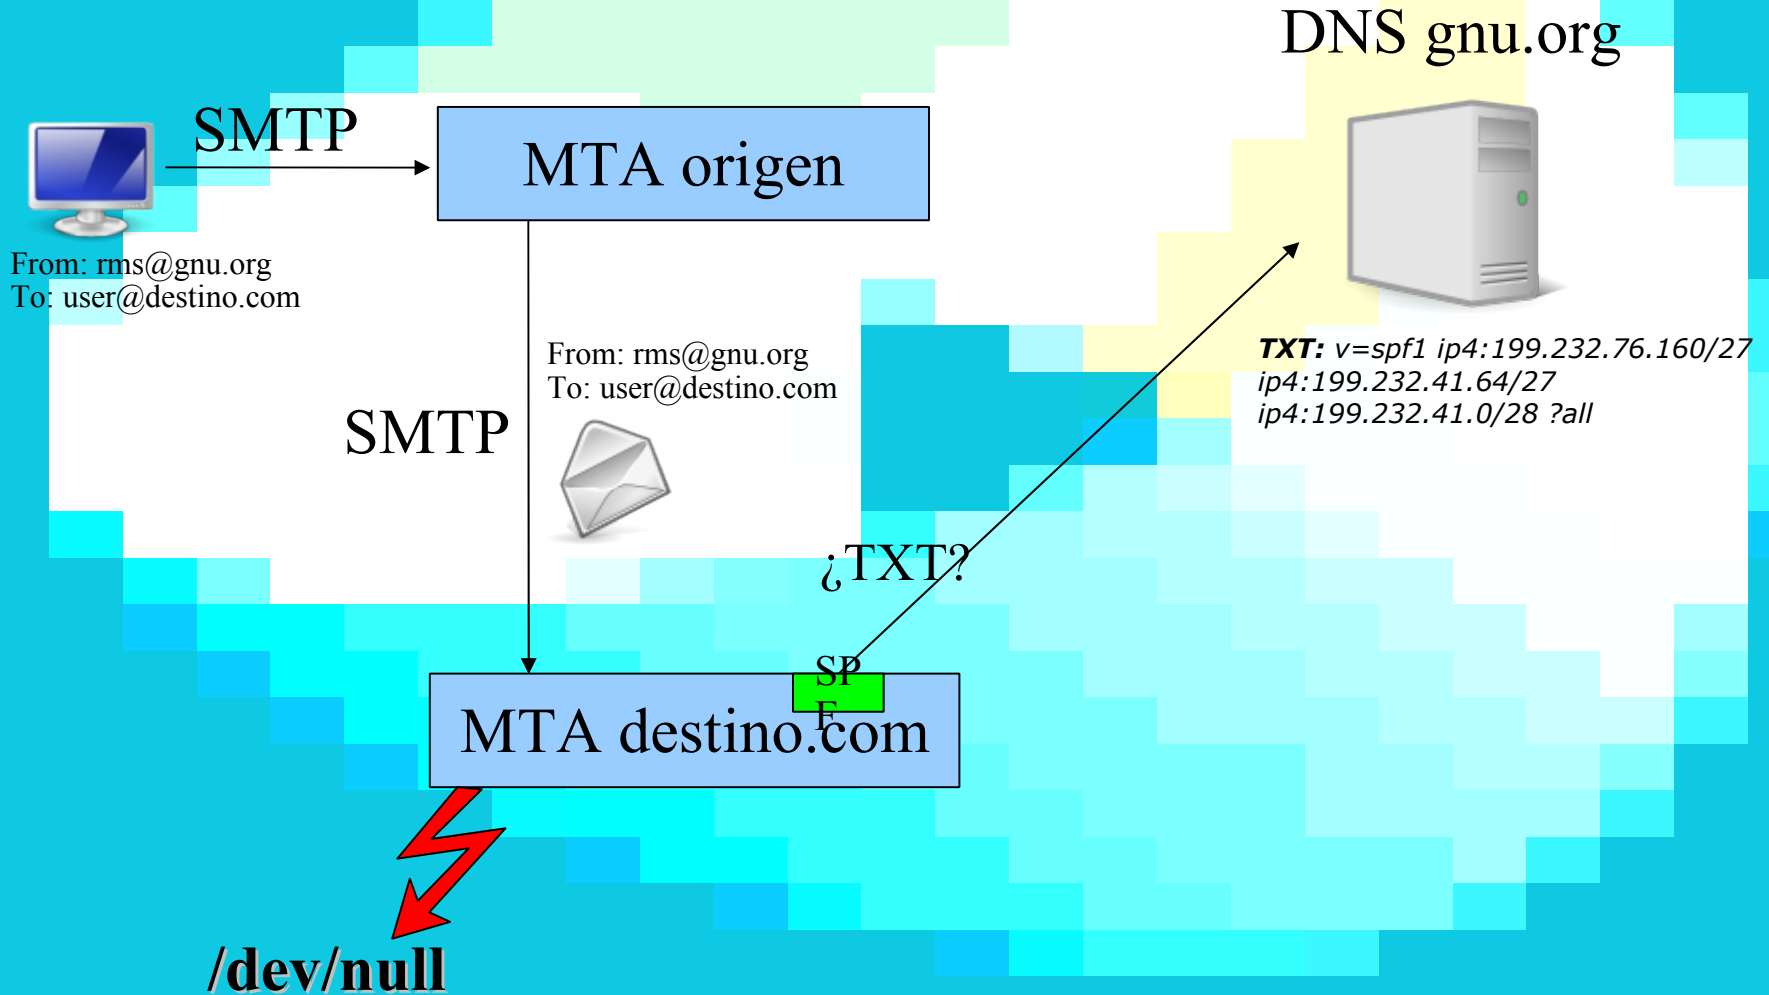 DNS gnu.org
SMTP
MTA origen
From: rms@gnu.org
To: user@destino.com
From: rms@gnu.org
To: user@destino.com
TXT: v=spf1 ip4:199.232.76.160/27
ip4:199.232.41.64/27
ip4:199.232.41.0/28 ?all
SMTP
¿TXT?
SP
F
MTA destino.com
/dev/null